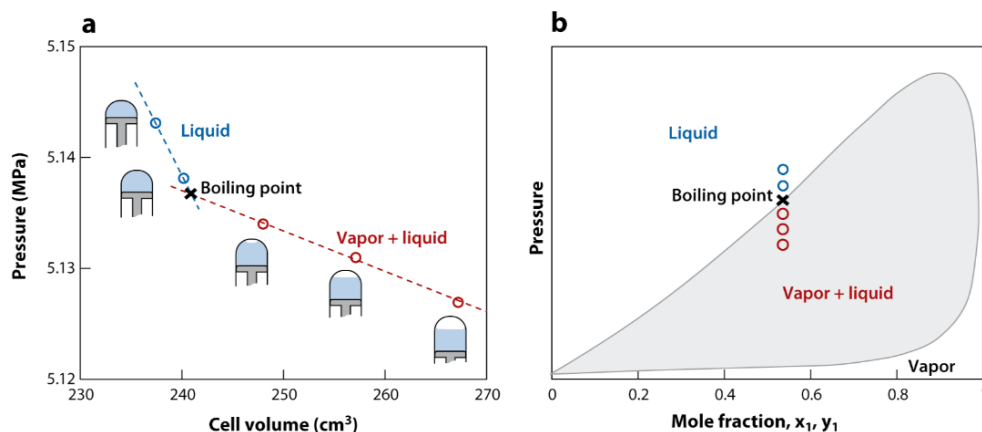 a
5.15
5.14
5.13
5.12
Pressure (MPa)
Liquid
Boiling point
Vapor + liquid
230
240
250
260
270
Cell volume (cm³)
b
Pressure
Liquid
Boiling point
Vapor + liquid
Vapor
0
0.2
0.4
0.6
0.8
Mole fraction, x₁, y₁